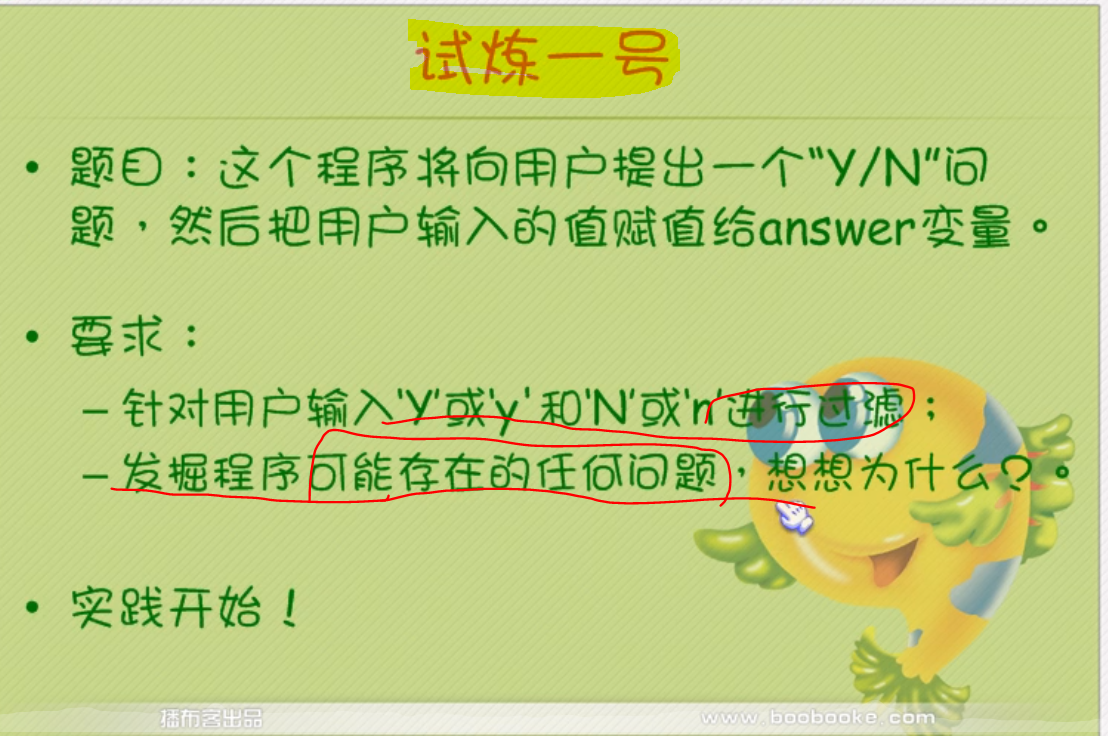 试炼一号
• 题目：这个程序将向用户提出一个“Y/N”问
题，然后把用户输入的值赋值给answer变量。
• 要求：
– 针对用户输入'Y'或'y'和'N'或'n'进行过滤；
– 发掘程序可能存在的任何问题，想想为什么？。
• 实践开始！
播布客出品
www.boobooke.com